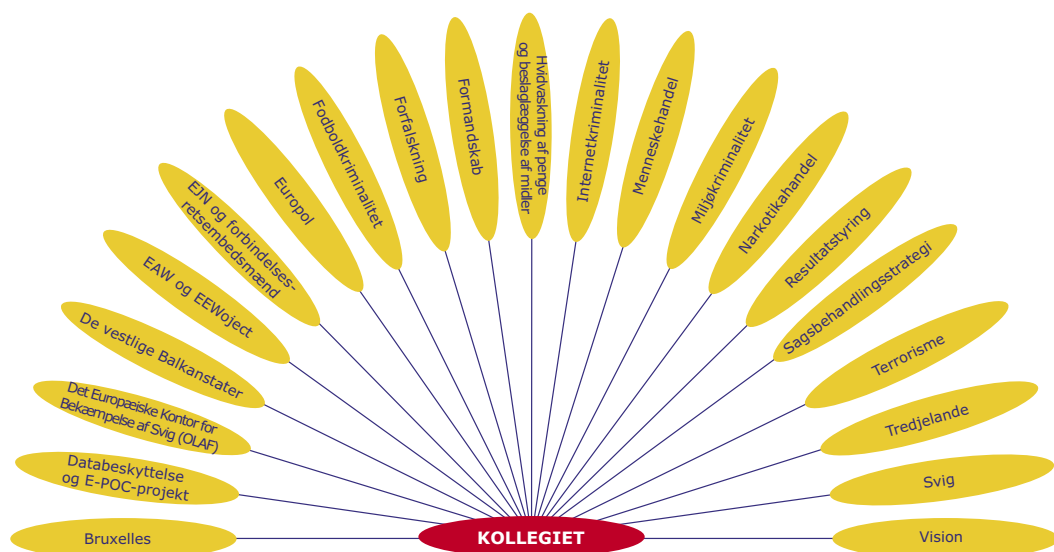 Bruxelles
Databeskyttelse
og E-POC-projekt
Det Europæiske Kontor for
Bekæmpelse af Svig (OLAF)
De vestlige Balkanstater
EAW og EEWoject
EJN og forbindelses-
retsembedsmænd
Europol
Fodboldkriminalitet
Forfalskning
Formandskab
Hvidvaskning af penge
og beslaglæggelse af midler
Internetkriminalitet
Menneskehandel
Miljøkriminalitet
Narkotikahandel
Resultatstyring
Sagsbehandlingsstrategi
Terrorisme
Tredjelande
Svig
Vision
KOLLEGIET